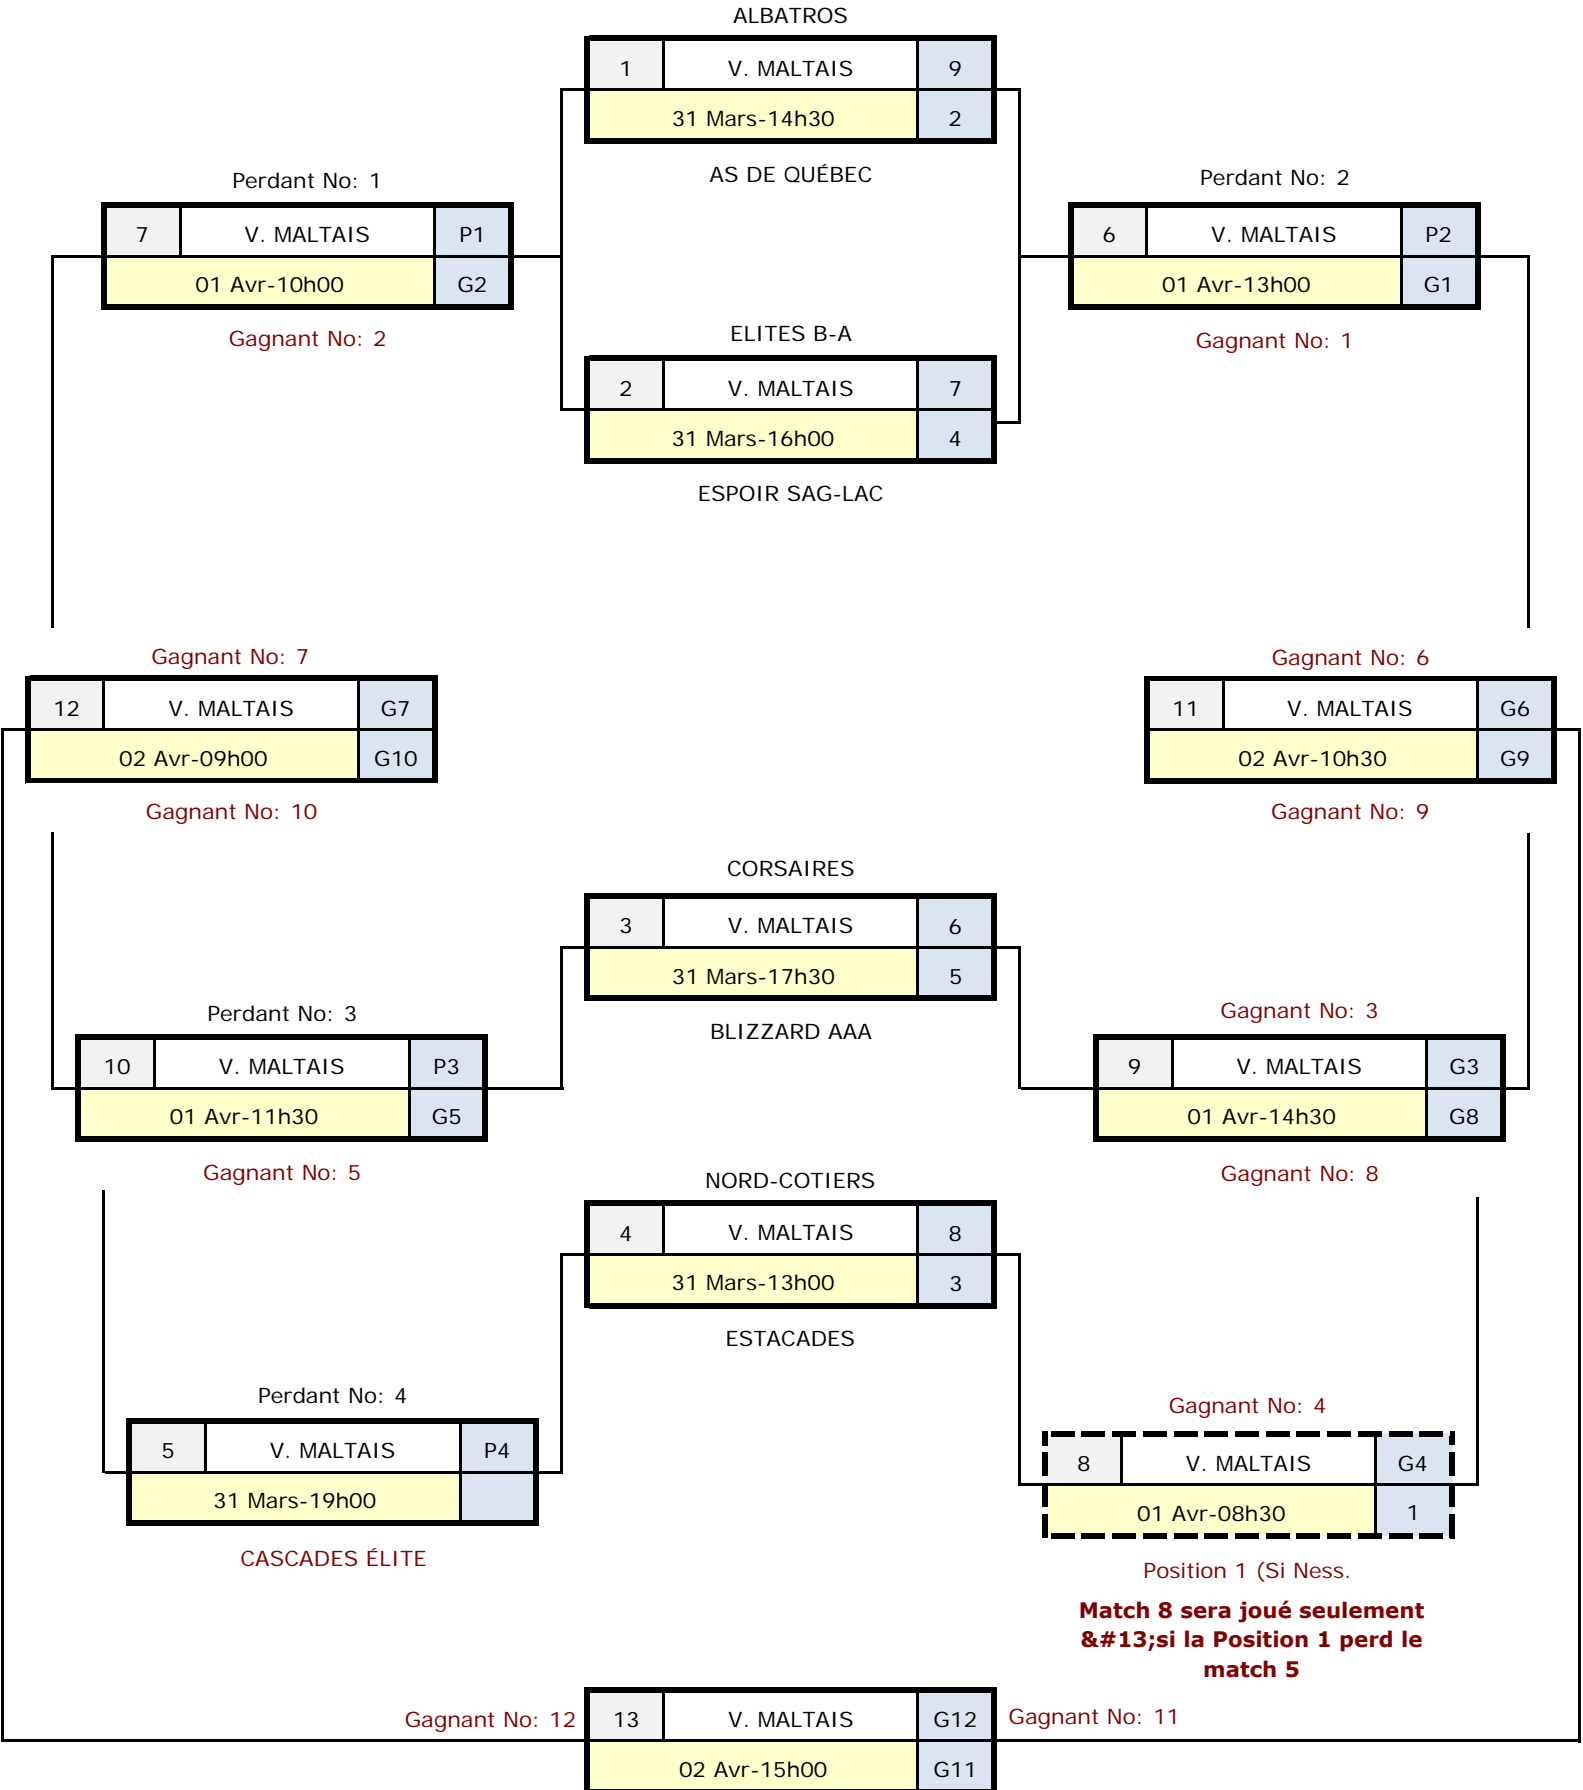 ALBATROS
1 V. MALTAIS 9
31 Mars-14h30 2
AS DE QUÉBEC
Perdant No: 1
7 V. MALTAIS P1
01 Avr-10h00 G2
Gagnant No: 2
Perdant No: 2
6 V. MALTAIS P2
01 Avr-13h00 G1
Gagnant No: 1
ELITES B-A
2 V. MALTAIS 7
31 Mars-16h00 4
ESPOIR SAG-LAC
Gagnant No: 7
12 V. MALTAIS G7
02 Avr-09h00 G10
Gagnant No: 10
Gagnant No: 6
11 V. MALTAIS G6
02 Avr-10h30 G9
Gagnant No: 9
CORSAIRES
3 V. MALTAIS 6
31 Mars-17h30 5
BLIZZARD AAA
Perdant No: 3
10 V. MALTAIS P3
01 Avr-11h30 G5
Gagnant No: 5
Gagnant No: 3
9 V. MALTAIS G3
01 Avr-14h30 G8
Gagnant No: 8
NORD-COTIERS
4 V. MALTAIS 8
31 Mars-13h00 3
ESTACADES
Perdant No: 4
5 V. MALTAIS P4
31 Mars-19h00
CASCADES ÉLITE
Gagnant No: 4
8 V. MALTAIS G4
01 Avr-08h30 1
Position 1 (Si Ness.
Match 8 sera joué seulement
&#13;si la Position 1 perd le
match 5
Gagnant No: 12
13 V. MALTAIS G12
02 Avr-15h00 G11
Gagnant No: 11